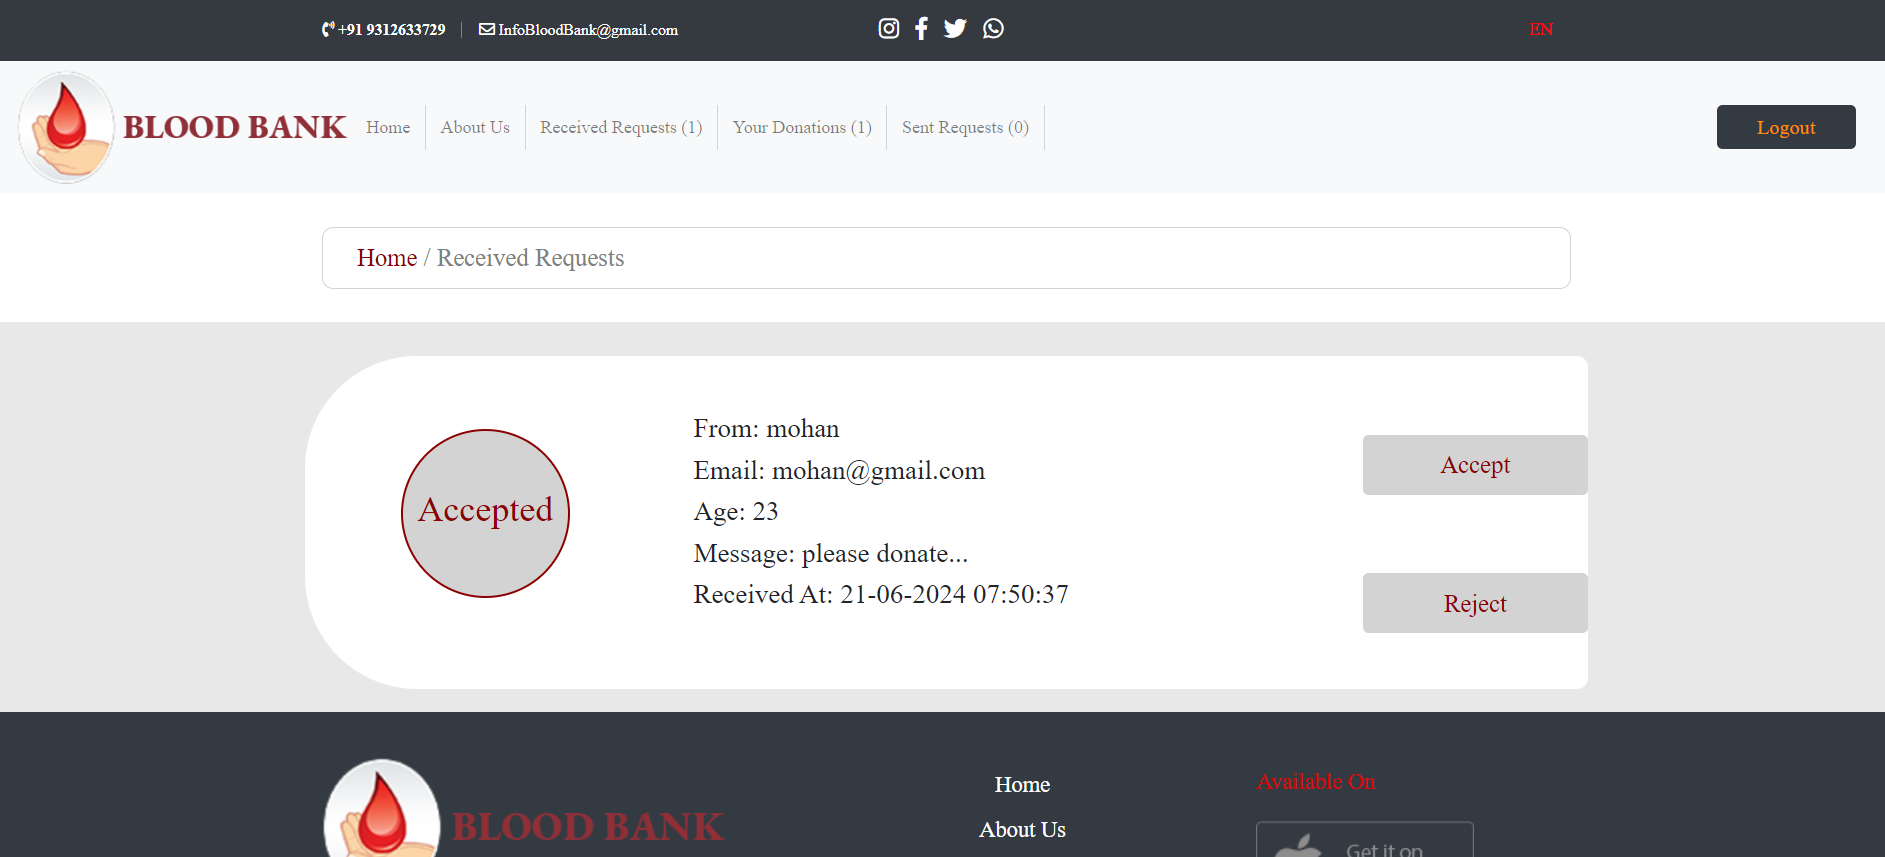 +91 9312633729
InfoBloodBank@gmail.com
EN
BLOOD BANK
Home
About Us
Received Requests (1)
Your Donations (1)
Sent Requests (0)
Logout
Home / Received Requests
Accepted
From: mohan
Email: mohan@gmail.com
Age: 23
Message: please donate...
Received At: 21-06-2024 07:50:37
Accept
Reject
BLOOD BANK
Home
About Us
Available On
Get it on